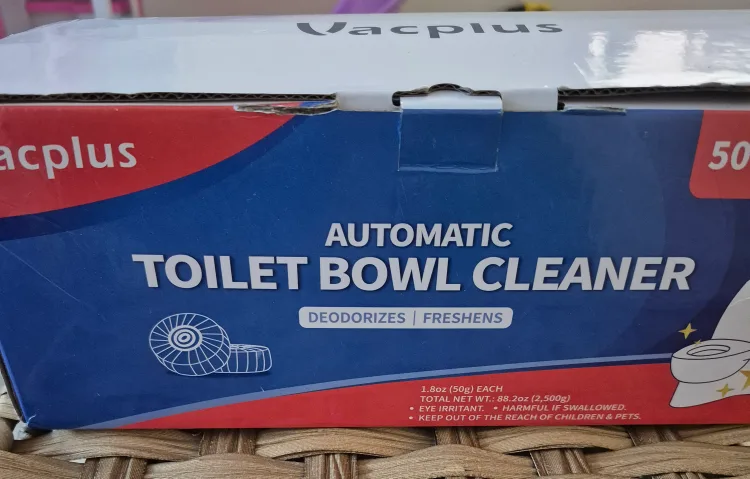 Vacplus
acplus
50
AUTOMATIC
TOILET BOWL CLEANER
DEODORIZES | FRESHENS
1.8oz (50g) EACH
TOTAL NET WT.: 88.2oz (2,500g)
• EYE IRRITANT. • HARMFUL IF SWALLOWED.
• KEEP OUT OF THE REACH OF CHILDREN & PETS.